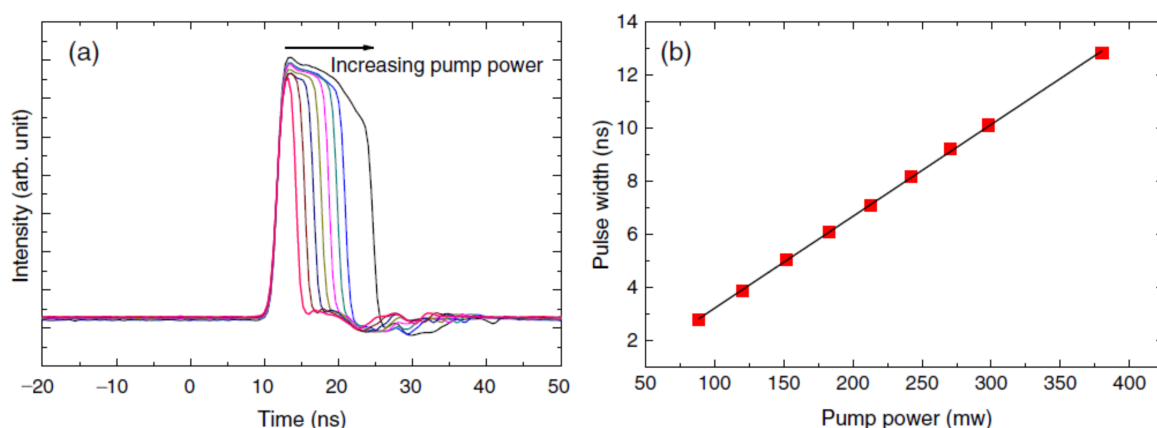 (a)
Increasing pump power
Intensity (arb. unit)
−20 −10 0 10 20 30 40 50
Time (ns)
(b)
14
12
10
8
6
4
2
Pulse width (ns)
50 100 150 200 250 300 350 400
Pump power (mw)